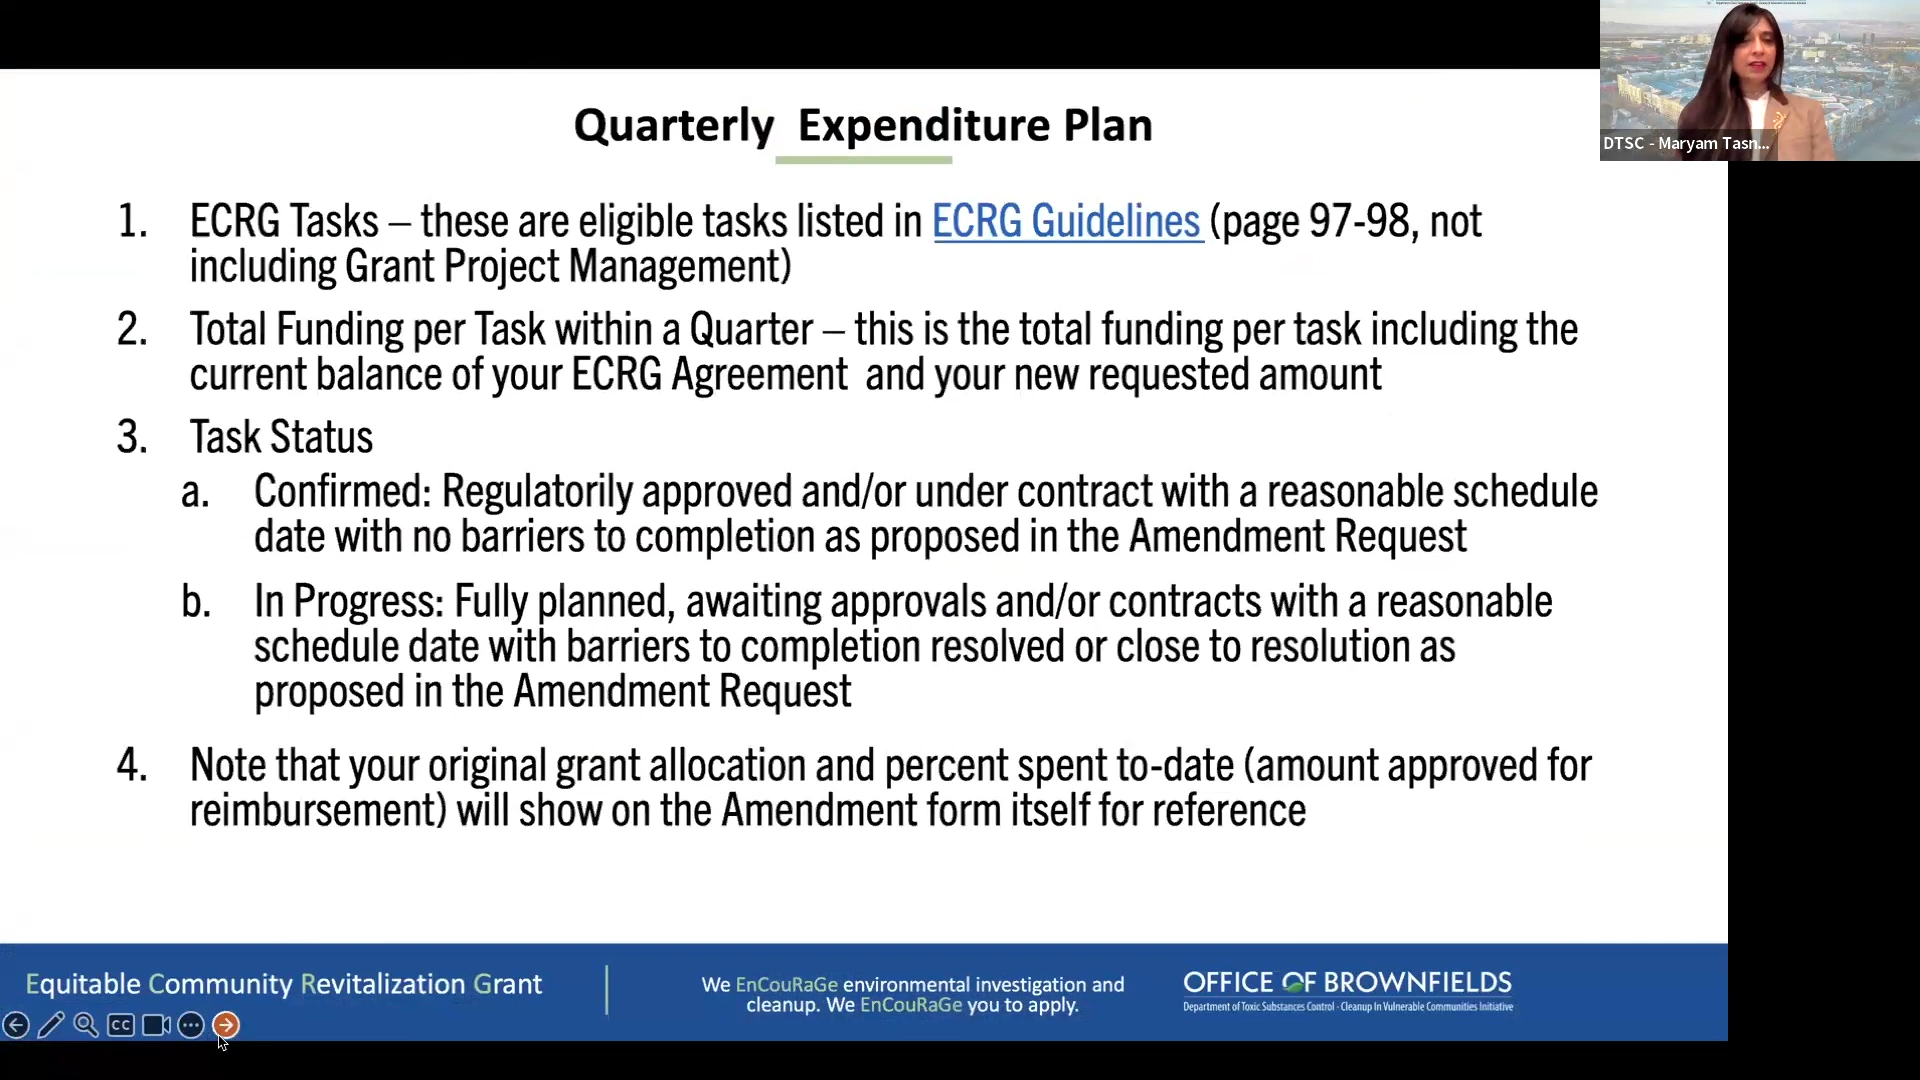 Quarterly  Expenditure Plan
DTSC - Maryam Tasn...
1. ECRG Tasks – these are eligible tasks listed in ECRG Guidelines (page 97-98, not
including Grant Project Management)
2. Total Funding per Task within a Quarter – this is the total funding per task including the
current balance of your ECRG Agreement  and your new requested amount
3. Task Status
a. Confirmed: Regulatorily approved and/or under contract with a reasonable schedule
date with no barriers to completion as proposed in the Amendment Request
b. In Progress: Fully planned, awaiting approvals and/or contracts with a reasonable
schedule date with barriers to completion resolved or close to resolution as
proposed in the Amendment Request
4. Note that your original grant allocation and percent spent to-date (amount approved for
reimbursement) will show on the Amendment form itself for reference
Equitable Community Revitalization Grant
We EnCouRaGe environmental investigation and
cleanup. We EnCouRaGe you to apply.
OFFICE OF BROWNFIELDS
Department of Toxic Substances Control - Cleanup In Vulnerable Communities Initiative
CC